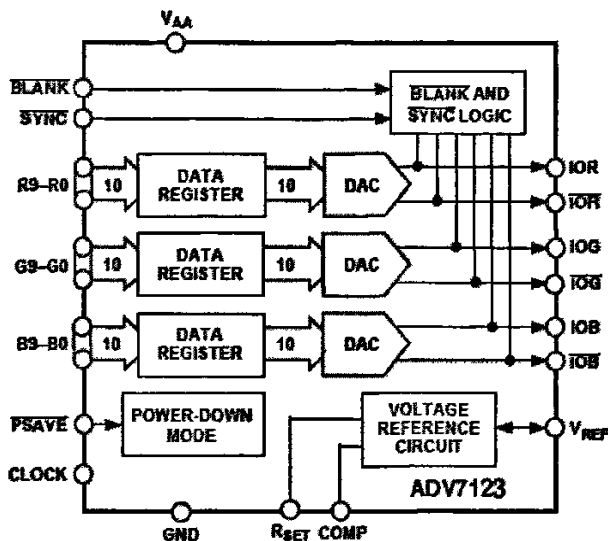 VAA
BLANK
SYNC
BLANK AND
SYNC LOGIC
R9–R0
10
DATA
REGISTER
10
DAC
IOR
IOR
G9–G0
10
DATA
REGISTER
10
DAC
IOG
IOG
B9–B0
10
DATA
REGISTER
10
DAC
IOB
IOB
PSAVE
POWER-DOWN
MODE
VOLTAGE
REFERENCE
CIRCUIT
VREF
CLOCK
ADV7123
GND
RSET
COMP